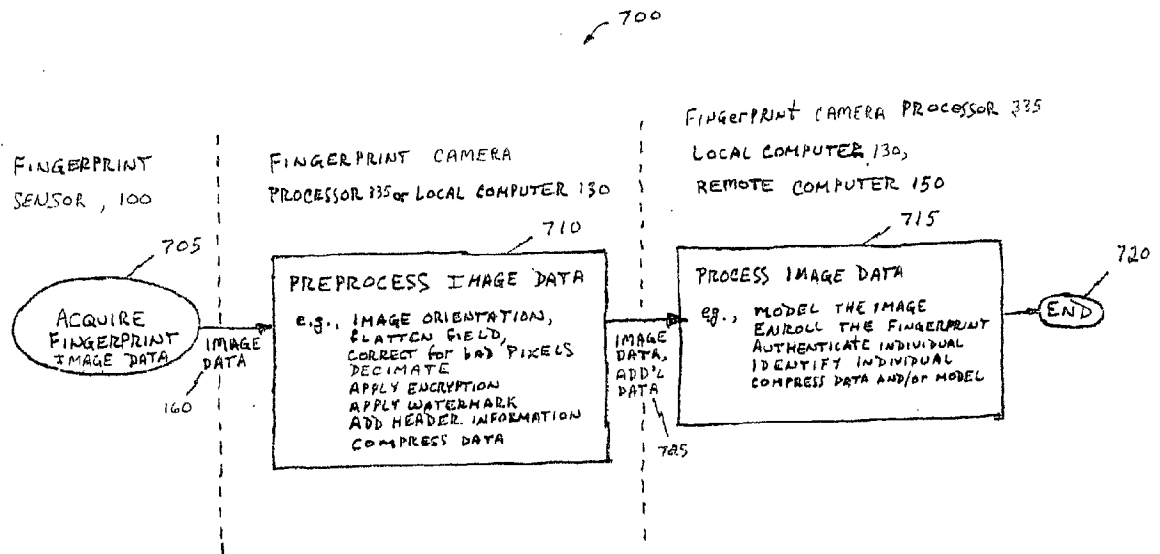 700
FINGERPRINT
SENSOR, 100
FINGERPRINT CAMERA
PROCESSOR 335 or LOCAL COMPUTER 130
FINGERPRINT CAMERA PROCESSOR 335
LOCAL COMPUTER 130,
REMOTE COMPUTER 150
705
ACQUIRE
FINGERPRINT
IMAGE DATA
IMAGE
DATA
160
710
PREPROCESS IMAGE DATA
e.g., IMAGE ORIENTATION,
FLATTEN FIELD,
CORRECT FOR BAD PIXELS
DECIMATE
APPLY ENCRYPTION
APPLY WATERMARK
ADD HEADER INFORMATION
COMPRESS DATA
IMAGE
DATA,
ADD'L
DATA
725
715
PROCESS IMAGE DATA
eg., MODEL THE IMAGE
ENROLL THE FINGERPRINT
AUTHENTICATE INDIVIDUAL
IDENTIFY INDIVIDUAL
COMPRESS DATA AND/OR MODEL
720
END